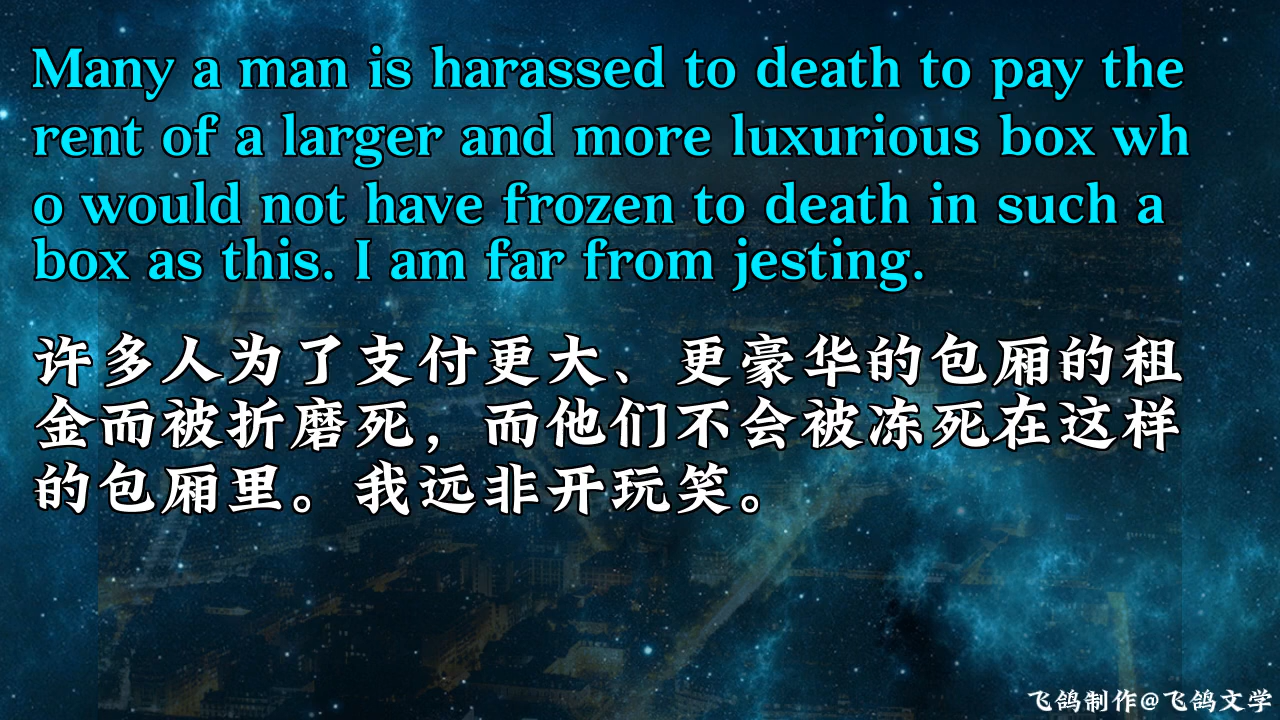 Many a man is harassed to death to pay the
rent of a larger and more luxurious box wh
o would not have frozen to death in such a
box as this. I am far from jesting.
许多人为了支付更大、更豪华的包厢的租
金而被折磨死，而他们不会被冻死在这样
的包厢里。我远非开玩笑。
飞鸽制作@飞鸽文学